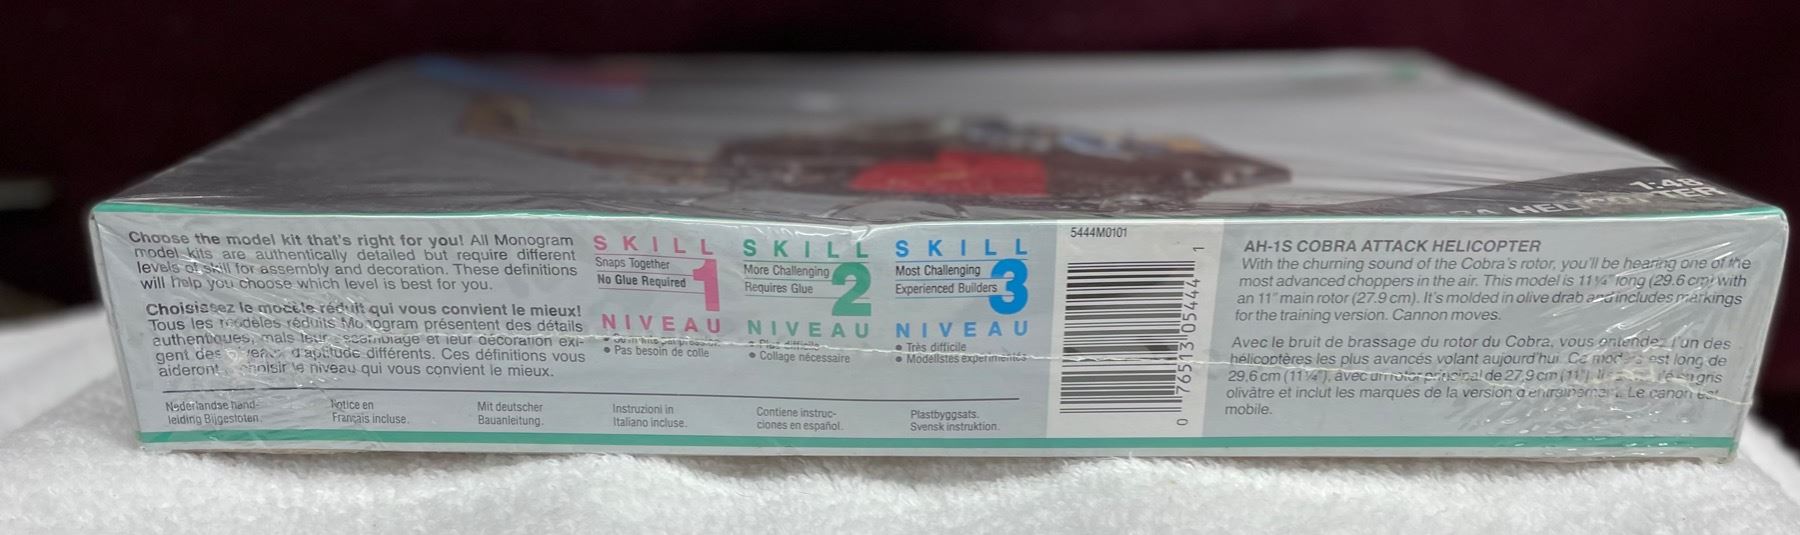 1:48
HELICOPTER
Choose the model kit that's right for you! All Monogram
model kits are authentically detailed but require different
levels of skill for assembly and decoration. These definitions
will help you choose which level is best for you.
Choisissez le modèle réduit qui vous convient le mieux!
Tous les modèles réduits Monogram présentent des détails
authentiques, mais leur assemblage et leur décoration exi-
gent des d'aptitude différents. Ces définitions vous
aideront choisir le niveau qui vous convient le mieux.
SKILL
Snaps Together
No Glue Required
1
NIVEAU
• Pas besoin de colle
SKILL
More Challenging
Requires Glue
2
NIVEAU
• Plus difficile
• Collage nécessaire
SKILL
Most Challenging
Experienced Builders
3
NIVEAU
• Très difficile
• Modelistes expérimentés
Nederlandse hand-
leiding Bijgesloten.
Notice en
Français incluse.
Mit deutscher
Bauanleitung.
Instruzioni in
Italiano incluse.
Contiene instruc-
ciones en español.
Plastbyggsats.
Svensk instruktion.
5444M0101
0 76513 05444 1
AH-1S COBRA ATTACK HELICOPTER
With the churning sound of the Cobra's rotor, you'll be hearing one of the
most advanced choppers in the air. This model is 11¼" long (29.6 cm) with
an 11" main rotor (27.9 cm). It's molded in olive drab and includes markings
for the training version. Cannon moves.
Avec le bruit de brassage du rotor du Cobra, vous entendez l'un des
hélicoptères les plus avancés volant aujourd'hui. Ce est long de
29,6 cm (11¼"), avec un rotor principal de 27,9 cm (11"). gris
olivâtre et inclut les marques de la version d'entraînement. Le canon est
mobile.